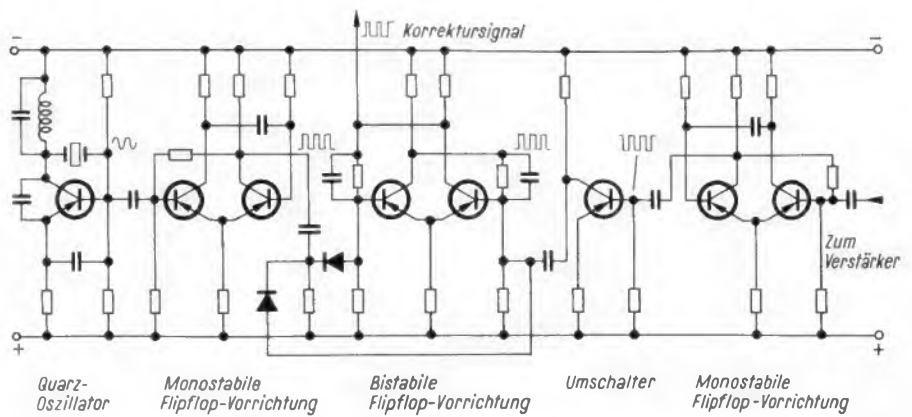 Korrektursignal
− −
Zum
Verstärker
+ +
Quarz-
Oszillator
Monostabile
Flipflop-Vorrichtung
Bistabile
Flipflop-Vorrichtung
Umschalter
Monostabile
Flipflop-Vorrichtung